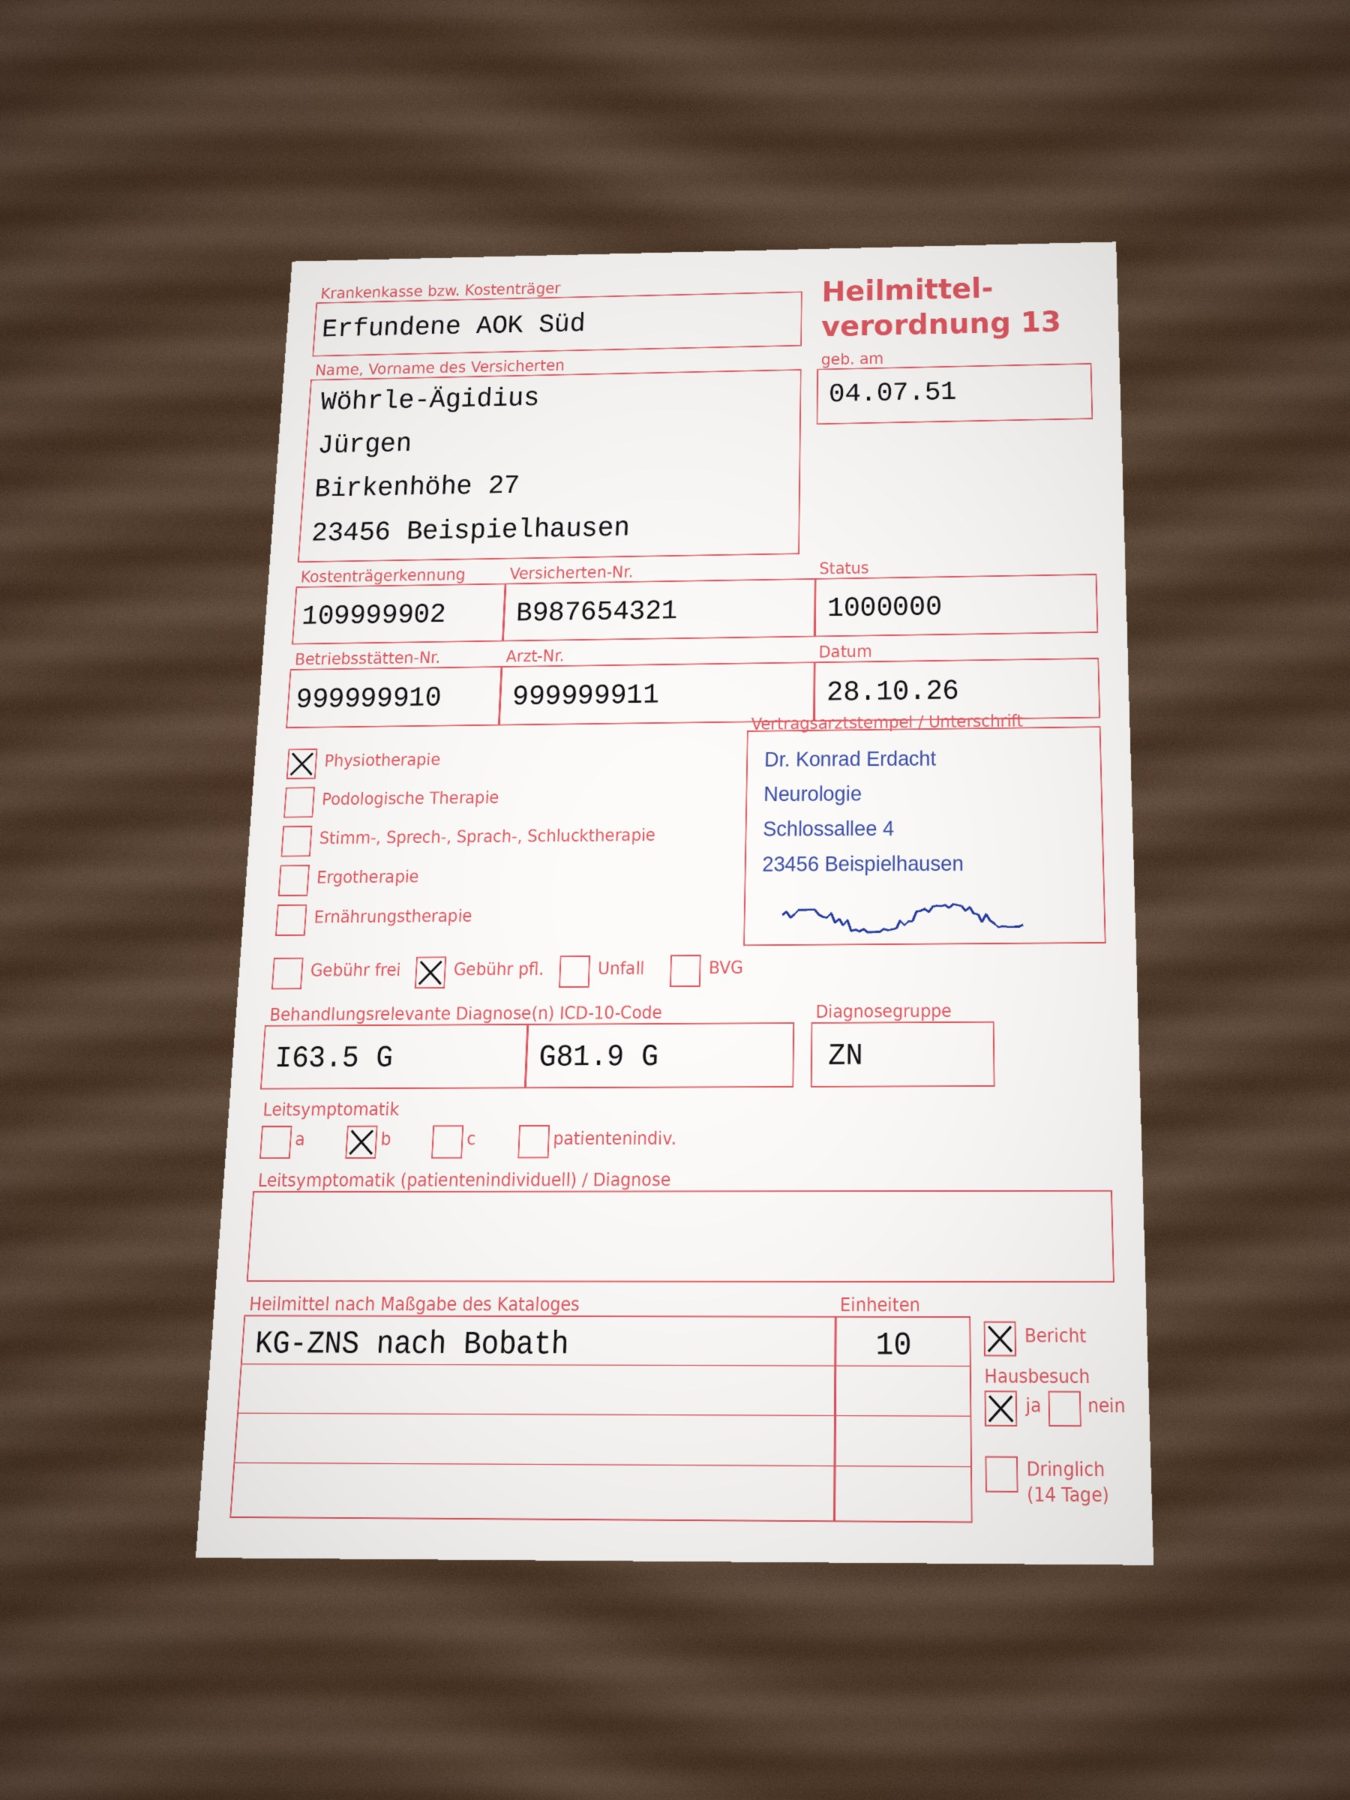 Krankenkasse bzw. Kostenträger
Erfundene AOK Süd
Heilmittel-
verordnung 13
Name, Vorname des Versicherten
Wöhrle-Ägidius
Jürgen
Birkenhöhe 27
23456 Beispielhausen
geb. am
04.07.51
Kostenträgerkennung Versicherten-Nr. Status
109999902 B987654321 1000000
Betriebsstätten-Nr. Arzt-Nr. Datum
999999910 999999911 28.10.26
Vertragsarztstempel / Unterschrift
Dr. Konrad Erdacht
Neurologie
Schlossallee 4
23456 Beispielhausen
Physiotherapie
Podologische Therapie
Stimm-, Sprech-, Sprach-, Schlucktherapie
Ergotherapie
Ernährungstherapie
Gebühr frei Gebühr pfl. Unfall BVG
Behandlungsrelevante Diagnose(n) ICD-10-Code Diagnosegruppe
I63.5 G G81.9 G ZN
Leitsymptomatik
a b c patientenindiv.
Leitsymptomatik (patientenindividuell) / Diagnose
Heilmittel nach Maßgabe des Kataloges Einheiten
KG-ZNS nach Bobath 10
Bericht
Hausbesuch
ja nein
Dringlich
(14 Tage)